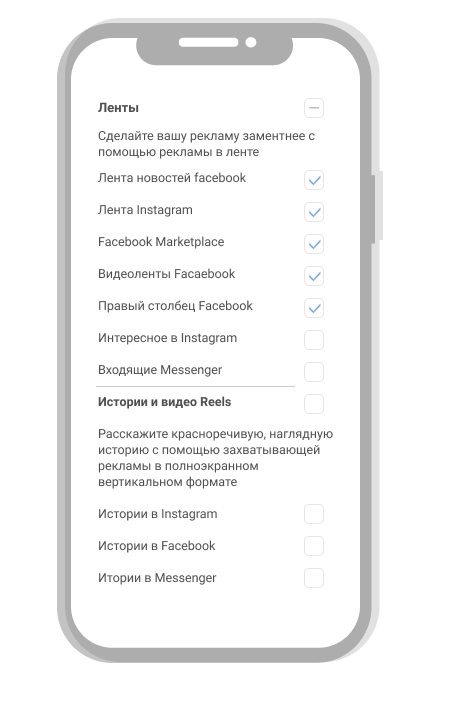 Ленты
Сделайте вашу рекламу заментнее с
помощью рекламы в ленте
Лента новостей facebook
Лента Instagram
Facebook Marketplace
Видеоленты Facaebook
Правый столбец Facebook
Интересное в Instagram
Входящие Messenger
Истории и видео Reels
Расскажите красноречивую, наглядную
историю с помощью захватывающей
рекламы в полноэкранном
вертикальном формате
Истории в Instagram
Истории в Facebook
Итории в Messenger